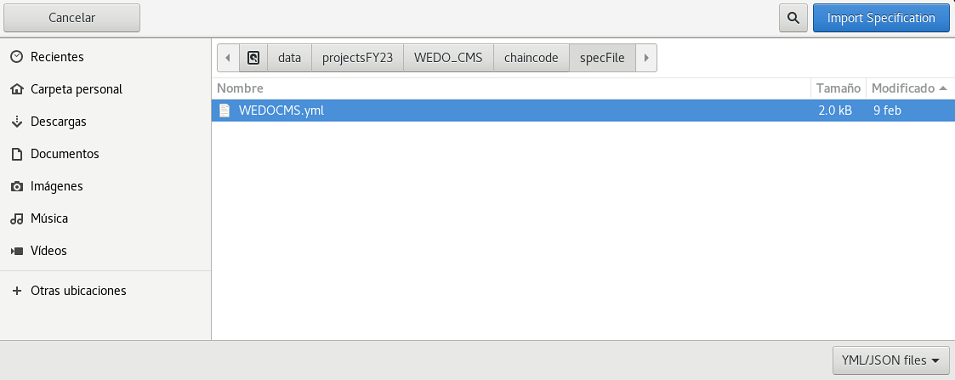 Cancelar
Import Specification
Recientes
Carpeta personal
Descargas
Documentos
Imágenes
Música
Vídeos
Otras ubicaciones
data projectsFY23 WEDO_CMS chaincode specFile
Nombre Tamaño Modificado
WEDOCMS.yml 2.0 kB 9 feb
YML/JSON files